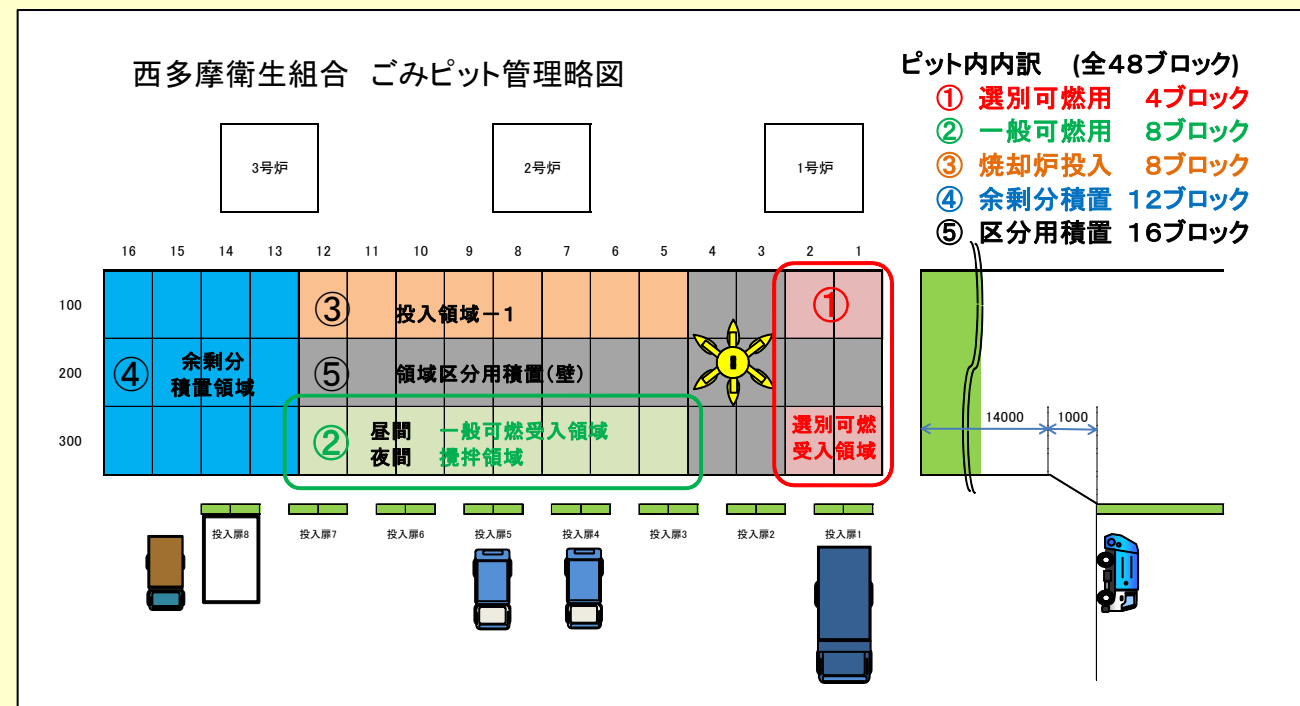 西多摩衛生組合 ごみピット管理略図
ピット内内訳 (全48ブロック)
① 選別可燃用 4ブロック
② 一般可燃用 8ブロック
③ 焼却炉投入 8ブロック
④ 余剰分積置 12ブロック
⑤ 区分用積置 16ブロック
3号炉 2号炉 1号炉
16 15 14 13 12 11 10 9 8 7 6 5 4 3 2 1
100
③ 投入領域-1
①
200
④ 余剰分
積置領域
⑤ 領域区分用積置(壁)
300
② 昼間 一般可燃受入領域
夜間 攪拌領域
選別可燃
受入領域
14000 1000
投入扉8 投入扉7 投入扉6 投入扉5 投入扉4 投入扉3 投入扉2 投入扉1